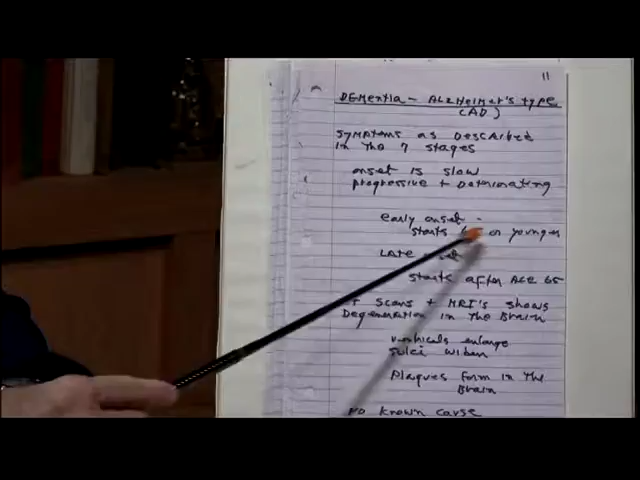 11
DEMentia - ALZHeimer's type
(AD)
Symptoms as Described
in The 7 stages
onset is slow
progressive + Deteriorating
early onset -
starts or younger
LATE
starts after AGE 65
Scans + MRI's shows
Degeneration in The Brain
ventricals enlarge
Sulci widen
Plaques Form in The
Brain
no known cause